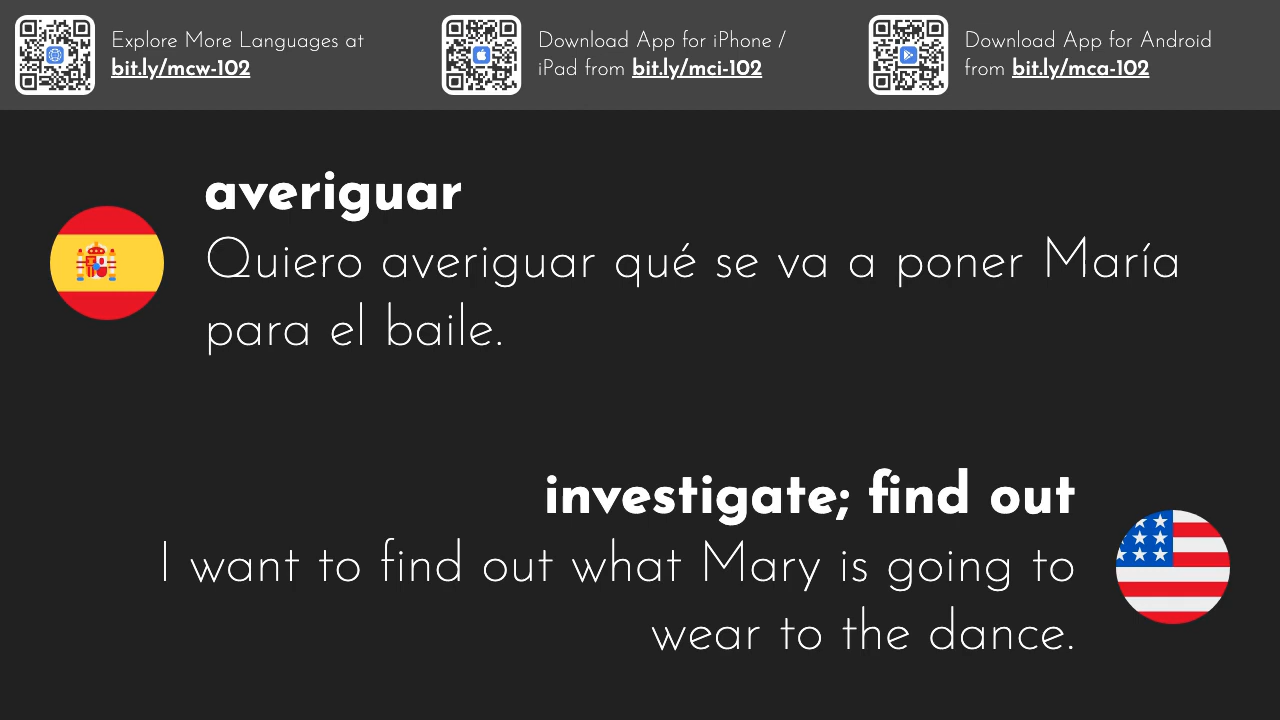 Explore More Languages at
bit.ly/mcw-102
Download App for iPhone /
iPad from bit.ly/mci-102
Download App for Android
from bit.ly/mca-102
averiguar
Quiero averiguar qué se va a poner María
para el baile.
investigate; find out
I want to find out what Mary is going to
wear to the dance.